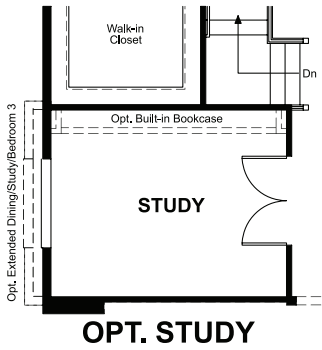 Walk-in
Closet
Dn
Opt. Built-in Bookcase
Opt. Extended Dining/Study/Bedroom 3
STUDY
OPT. STUDY